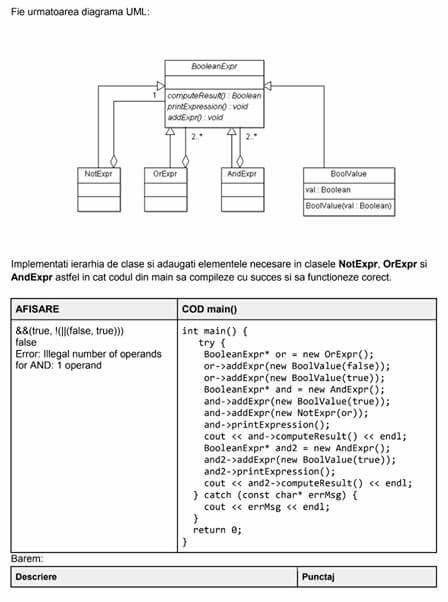 Fie urmatoarea diagrama UML:
BooleanExpr
computeResult() : Boolean
printExpression() : void
addExpr() : void
1
2..*
2..*
NotExpr
OrExpr
AndExpr
BoolValue
val : Boolean
BoolValue(val : Boolean)
Implementati ierarhia de clase si adaugati elementele necesare in clasele NotExpr, OrExpr si
AndExpr astfel in cat codul din main sa compileze cu succes si sa functioneze corect.
AFISARE
&&(true, !(||(false, true)))
false
Error: Illegal number of operands
for AND: 1 operand
COD main()
int main() {
try {
BooleanExpr* or = new OrExpr();
or->addExpr(new BoolValue(false));
or->addExpr(new BoolValue(true));
BooleanExpr* and = new AndExpr();
and->addExpr(new BoolValue(true));
and->addExpr(new NotExpr(or));
and->printExpression();
cout << and->computeResult() << endl;
BooleanExpr* and2 = new AndExpr();
and2->addExpr(new BoolValue(true));
and2->printExpression();
cout << and2->computeResult() << endl;
} catch (const char* errMsg) {
cout << errMsg << endl;
}
return 0;
}
Barem:
Descriere
Punctaj